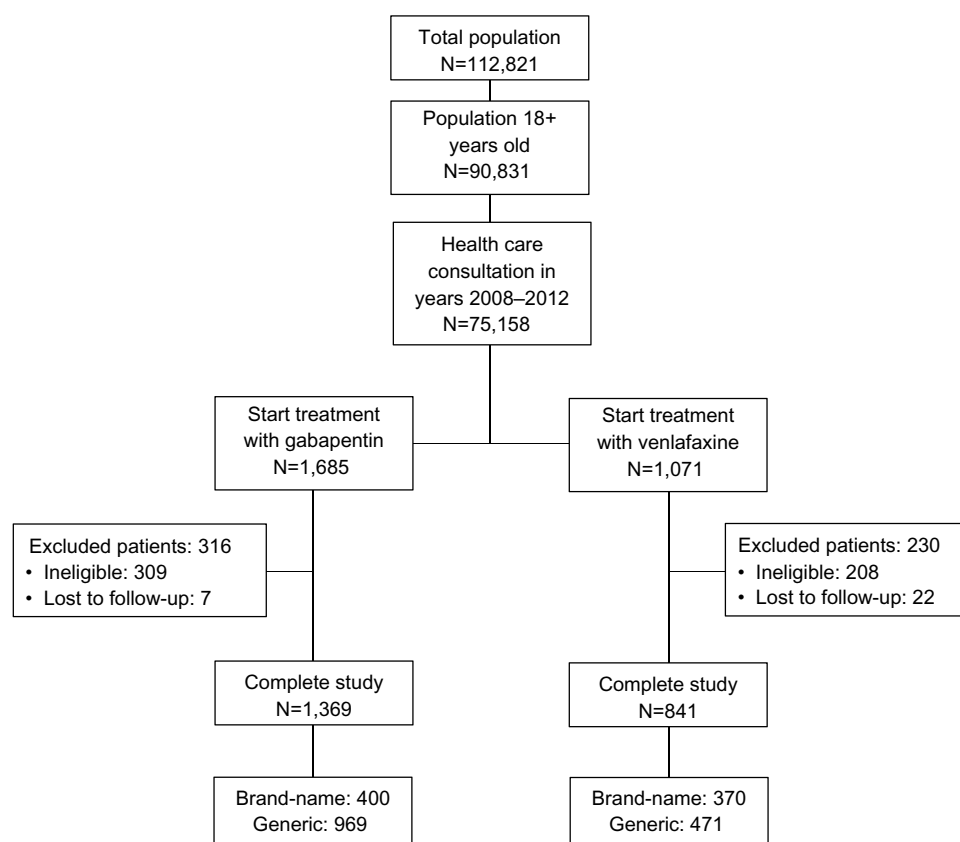 Total population
N=112,821
Population 18+
years old
N=90,831
Health care
consultation in
years 2008–2012
N=75,158
Start treatment
with gabapentin
N=1,685
Start treatment
with venlafaxine
N=1,071
Excluded patients: 316
• Ineligible: 309
• Lost to follow-up: 7
Excluded patients: 230
• Ineligible: 208
• Lost to follow-up: 22
Complete study
N=1,369
Complete study
N=841
Brand-name: 400
Generic: 969
Brand-name: 370
Generic: 471